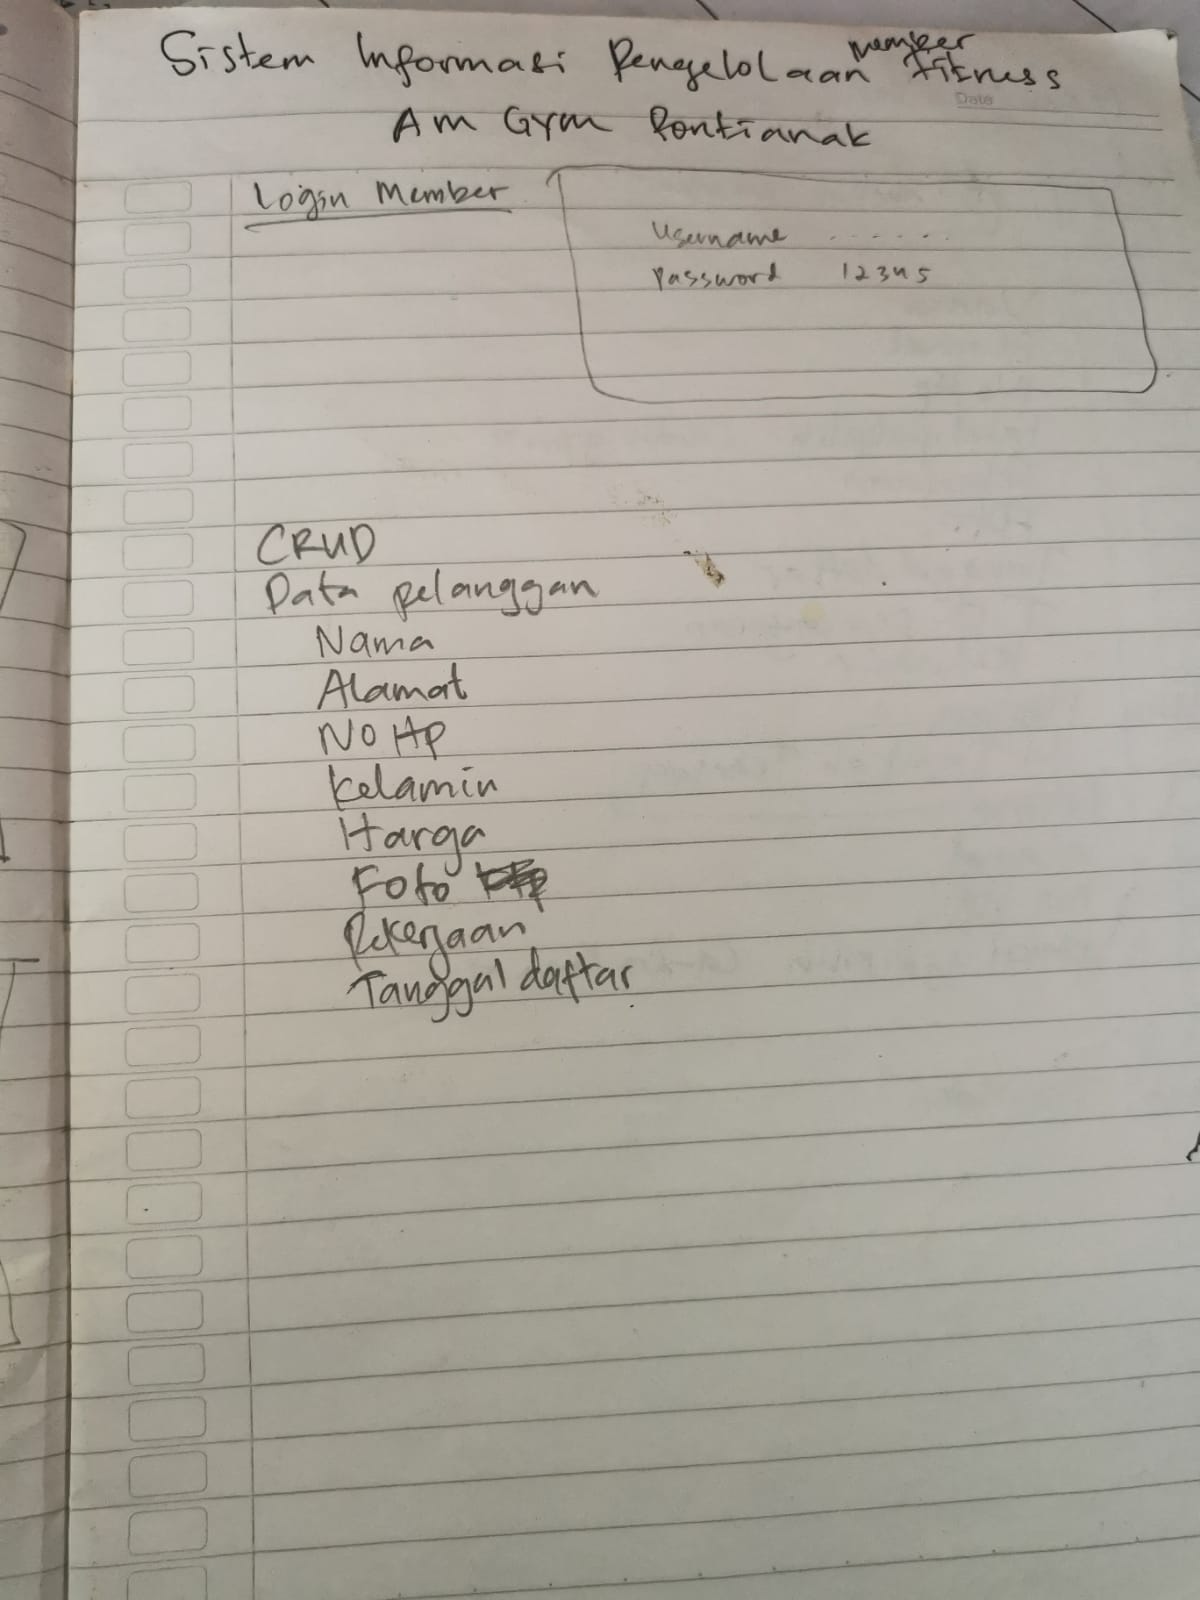 Sistem Informasi Pengelolaan member Fitness
Date
Am Gym Pontianak
Login Member
Username ......
Password 12345
CRUD
Data pelanggan
Nama
Alamat
No Hp
Kelamin
Harga
Foto
Pekerjaan
Tanggal daftar